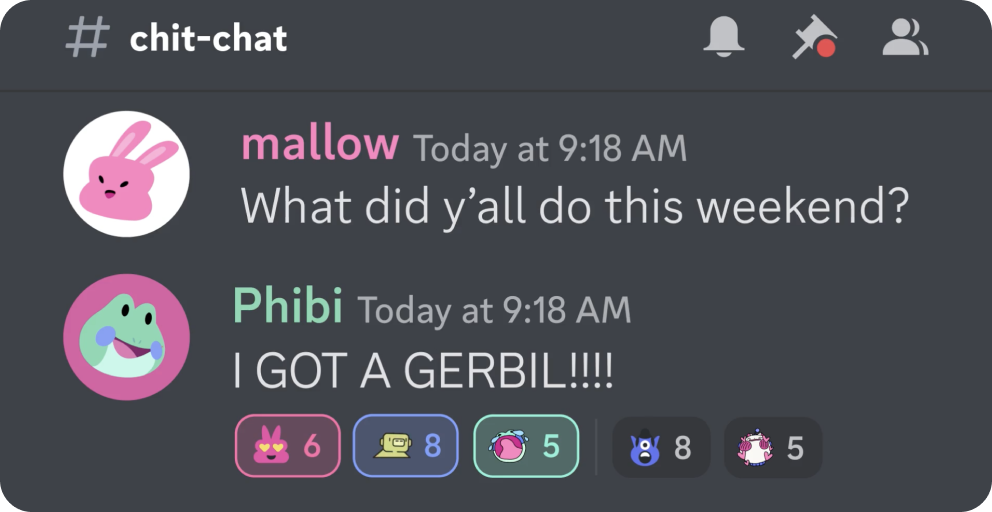 # chit-chat
mallow Today at 9:18 AM
What did y’all do this weekend?
Phibi Today at 9:18 AM
I GOT A GERBIL!!!!
6 8 5 8 5